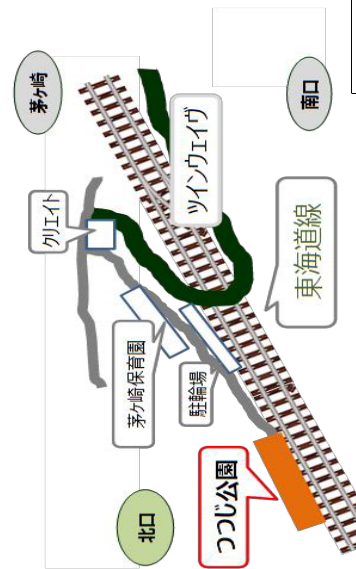 茅ヶ崎
南口
クリエイト
ツインウェイヴ
東海道線
茅ヶ崎保育園
駐輪場
つつじ公園
北口